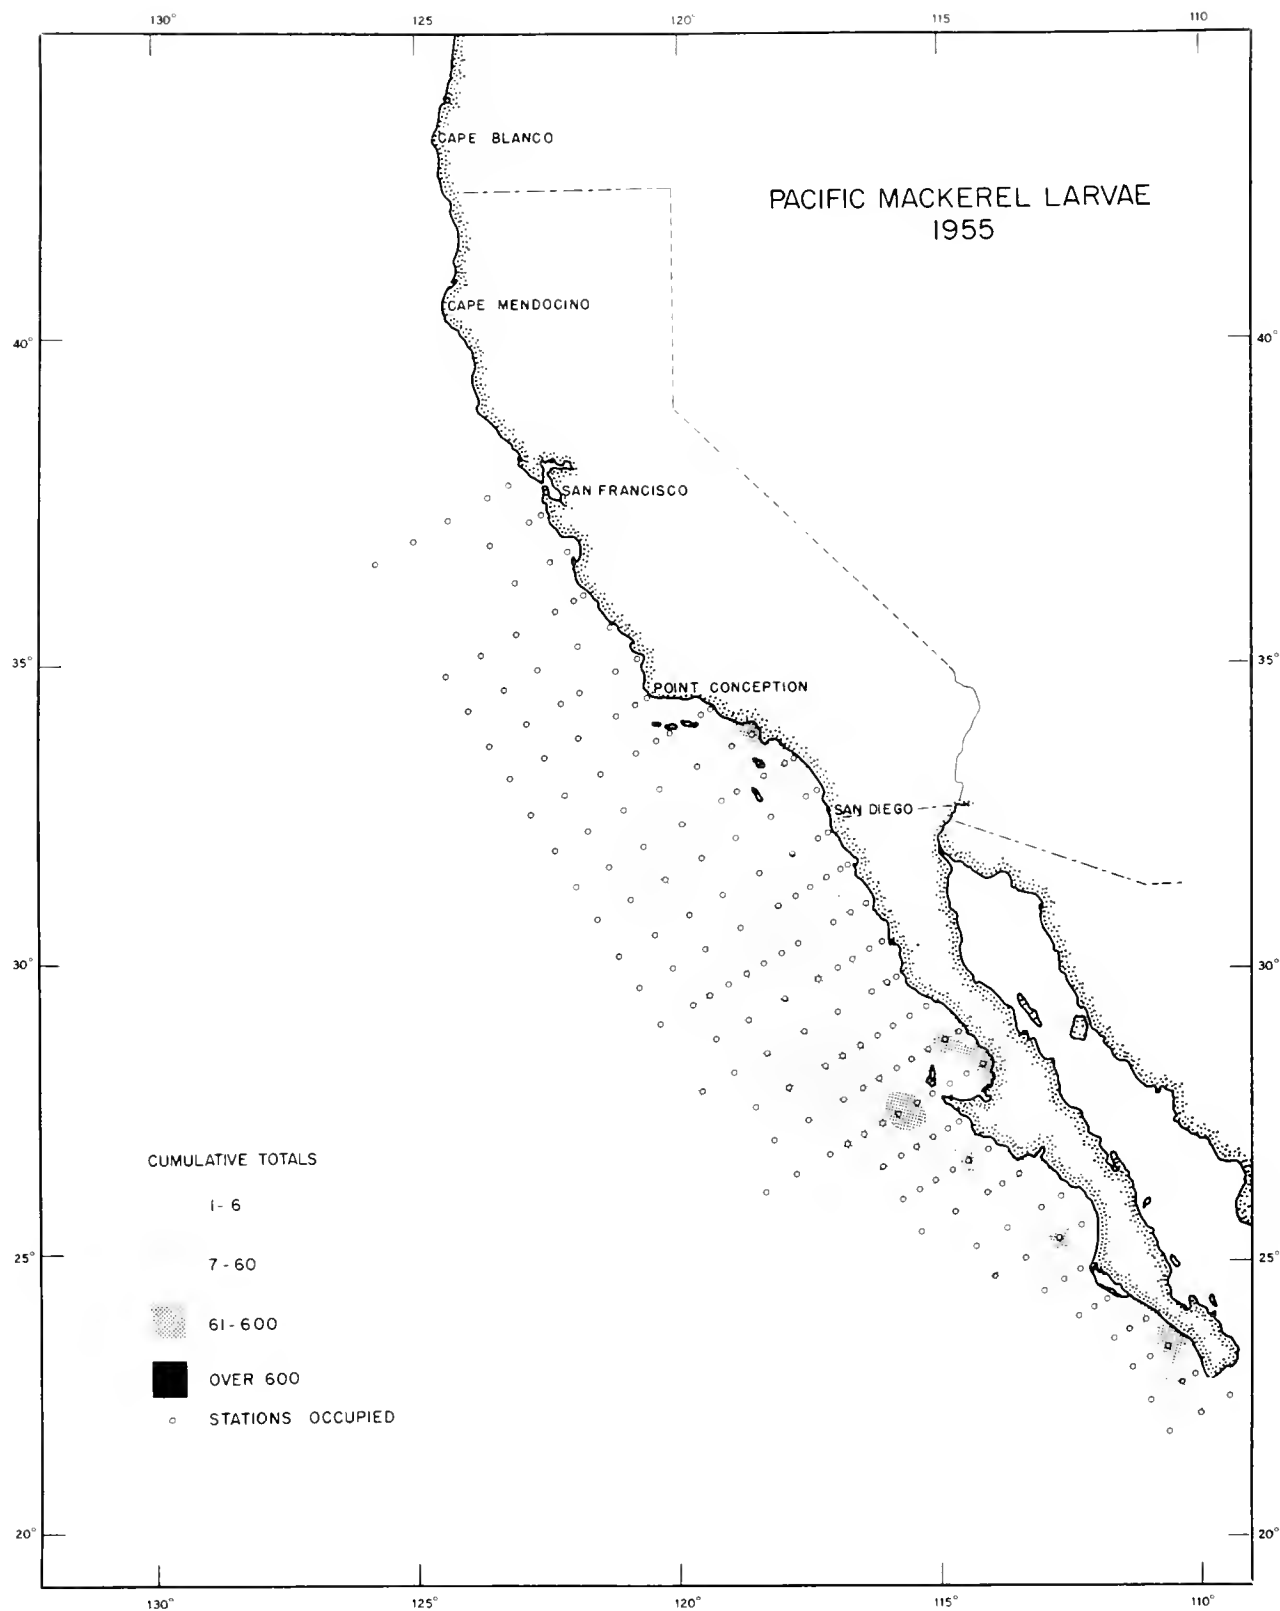 130° 125 120° 115 110
CAPE BLANCO
PACIFIC MACKEREL LARVAE
1955
CAPE MENDOCINO
40° 40°
SAN FRANCISCO
35° 35°
POINT CONCEPTION
SAN DIEGO
30° 30°
CUMULATIVE TOTALS
1-6
25° 25°
7-60
61-600
OVER 600
STATIONS OCCUPIED
20° 20°
130° 125° 120° 115° 110°